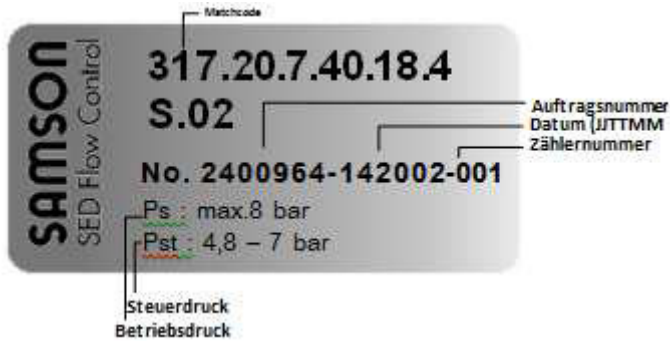 Matchcode
SAMSON
SED Flow Control
317.20.7.40.18.4
S.02
Auftragsnummer
Datum (JJTTMM
Zählernummer
No. 2400964-142002-001
Ps : max.8 bar
Pst : 4,8 – 7 bar
Steuerdruck
Betriebsdruck